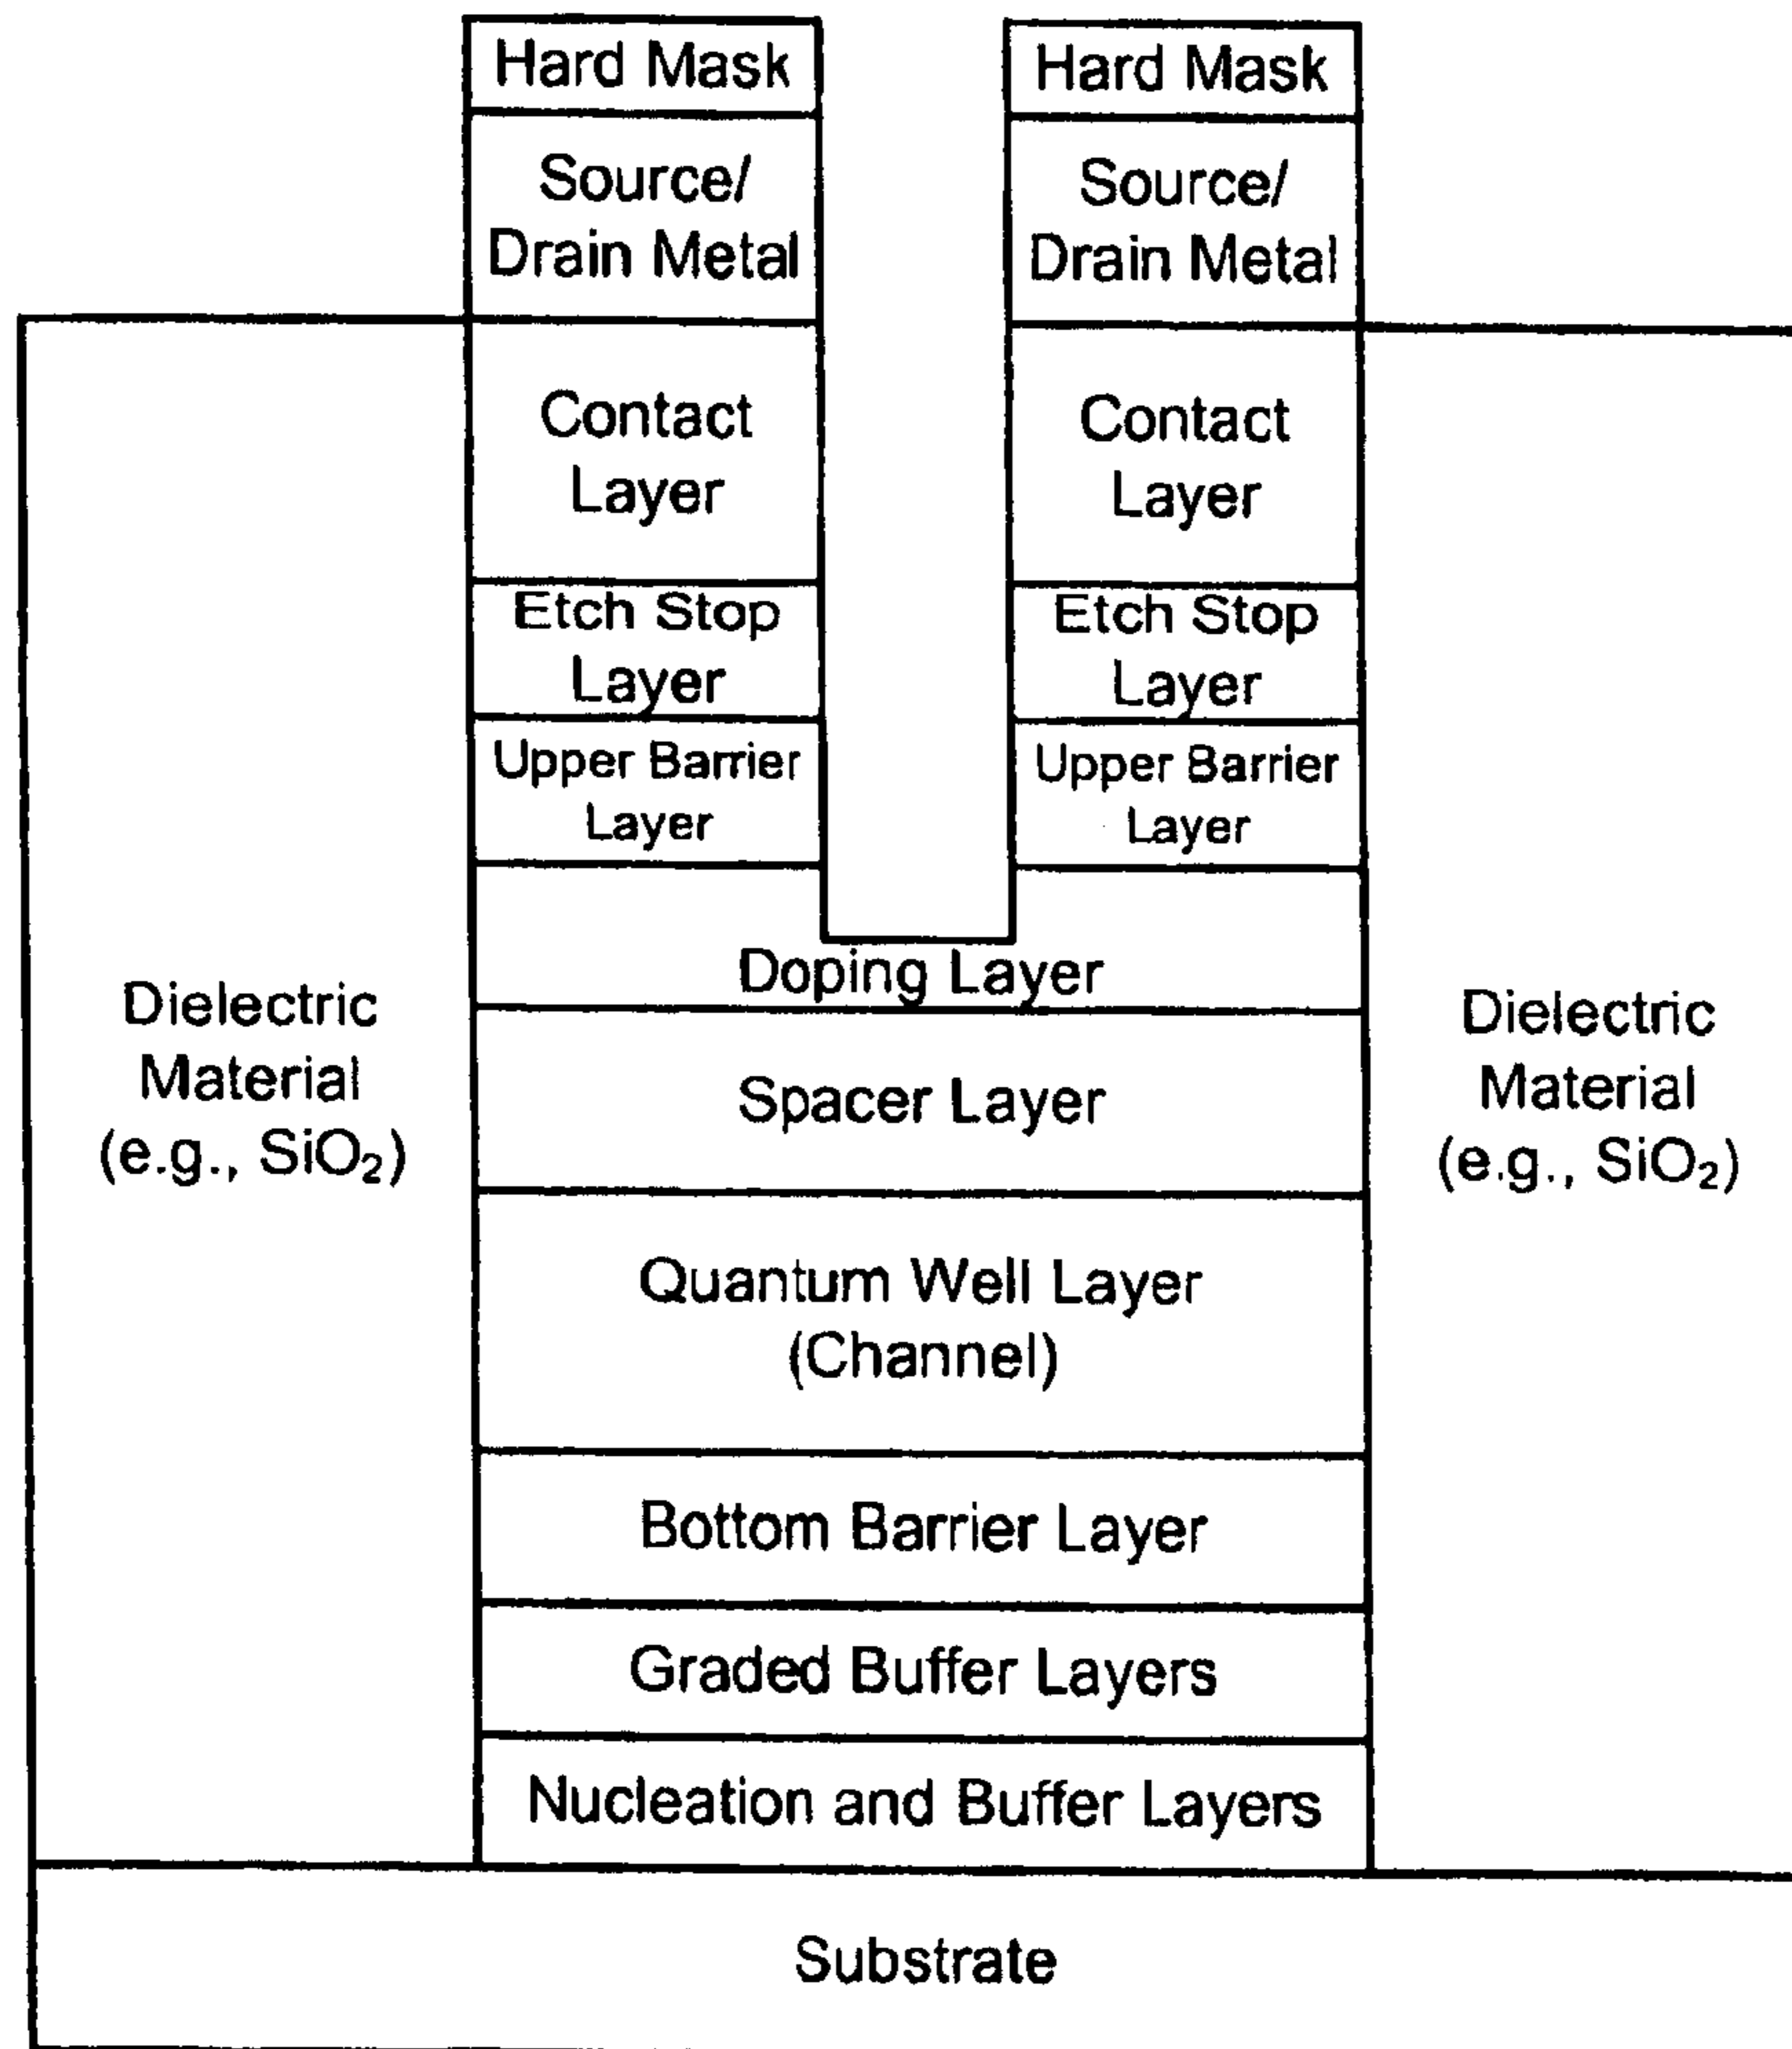 Hard Mask
Hard Mask
Source/
Drain Metal
Source/
Drain Metal
Contact
Layer
Contact
Layer
Etch Stop
Layer
Etch Stop
Layer
Upper Barrier
Layer
Upper Barrier
Layer
Doping Layer
Dielectric
Material
(e.g., SiO₂)
Dielectric
Material
(e.g., SiO₂)
Spacer Layer
Quantum Well Layer
(Channel)
Bottom Barrier Layer
Graded Buffer Layers
Nucleation and Buffer Layers
Substrate